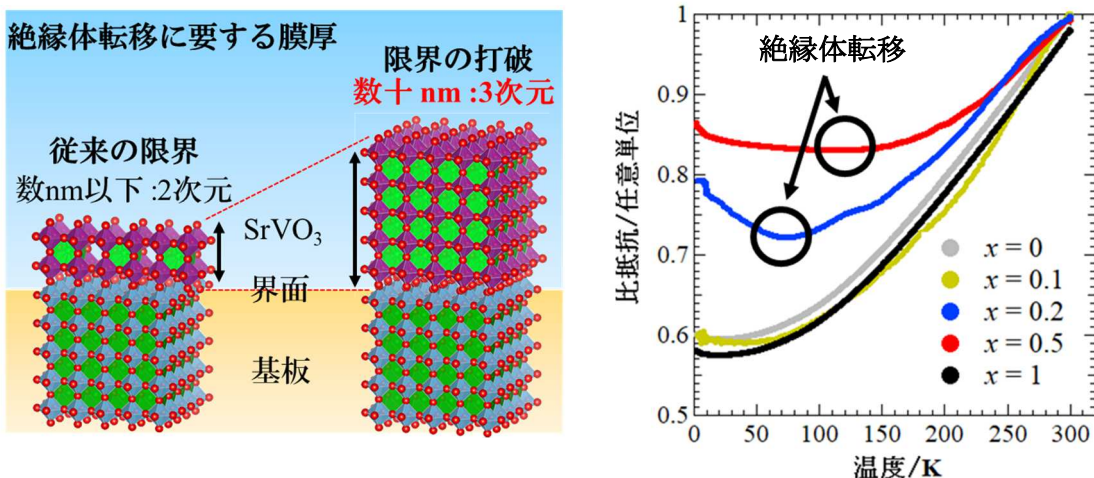 絶縁体転移に要する膜厚
限界の打破
数十 nm :3次元
従来の限界
数nm以下 :2次元
SrVO₃
界面
基板
絶縁体転移
比抵抗/任意単位
1
0.9
0.8
0.7
0.6
0.5
x = 0
x = 0.1
x = 0.2
x = 0.5
x = 1
0 50 100 150 200 250 300
温度/K